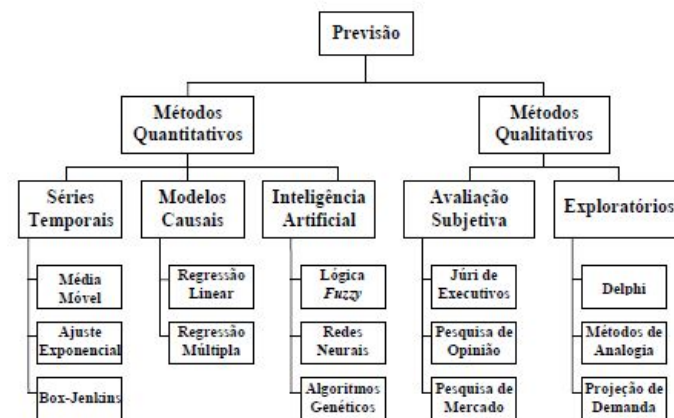 Previsão
Métodos
Quantitativos
Métodos
Qualitativos
Séries
Temporais
Modelos
Causais
Inteligência
Artificial
Avaliação
Subjetiva
Exploratórios
Média
Móvel
Ajuste
Exponencial
Box-Jenkins
Regressão
Linear
Regressão
Múltipla
Lógica
Fuzzy
Redes
Neurais
Algoritmos
Genéticos
Júri de
Executivos
Pesquisa de
Opinião
Pesquisa de
Mercado
Delphi
Métodos de
Analogia
Projeção de
Demanda